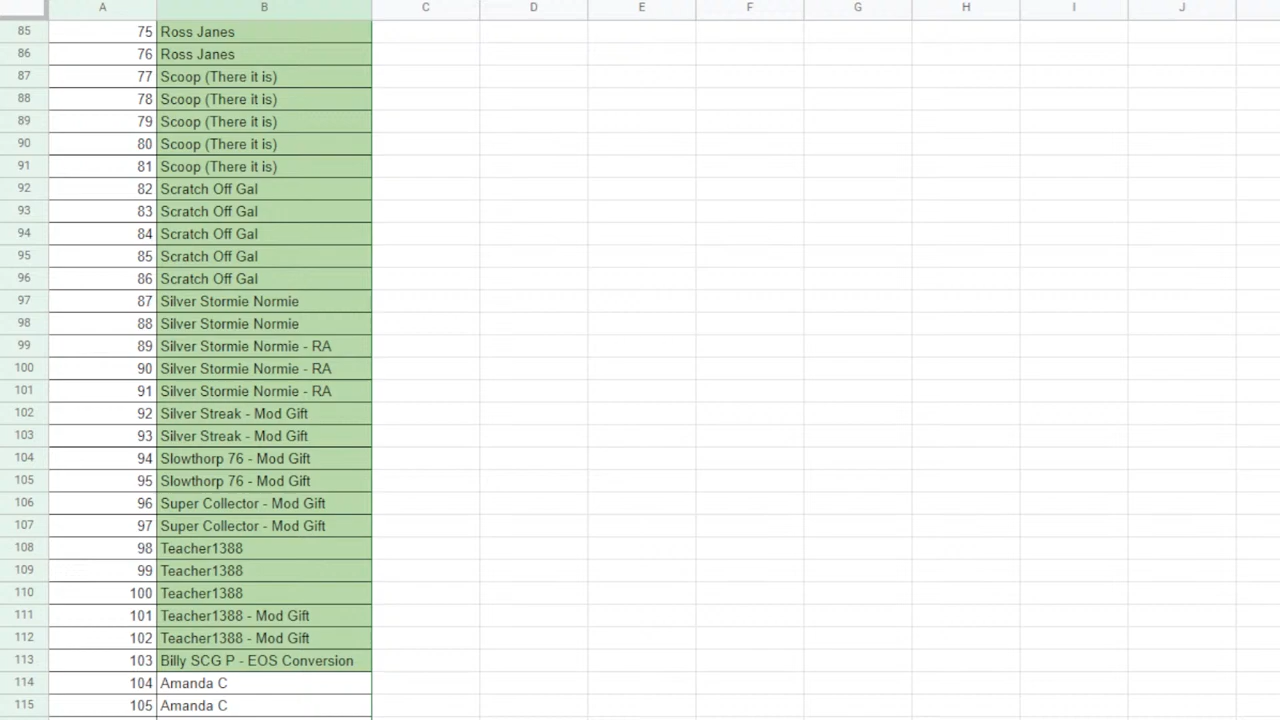 A B C D E F G H I J
85 75 Ross Janes
86 76 Ross Janes
87 77 Scoop (There it is)
88 78 Scoop (There it is)
89 79 Scoop (There it is)
90 80 Scoop (There it is)
91 81 Scoop (There it is)
92 82 Scratch Off Gal
93 83 Scratch Off Gal
94 84 Scratch Off Gal
95 85 Scratch Off Gal
96 86 Scratch Off Gal
97 87 Silver Stormie Normie
98 88 Silver Stormie Normie
99 89 Silver Stormie Normie - RA
100 90 Silver Stormie Normie - RA
101 91 Silver Stormie Normie - RA
102 92 Silver Streak - Mod Gift
103 93 Silver Streak - Mod Gift
104 94 Slowthorp 76 - Mod Gift
105 95 Slowthorp 76 - Mod Gift
106 96 Super Collector - Mod Gift
107 97 Super Collector - Mod Gift
108 98 Teacher1388
109 99 Teacher1388
110 100 Teacher1388
111 101 Teacher1388 - Mod Gift
112 102 Teacher1388 - Mod Gift
113 103 Billy SCG P - EOS Conversion
114 104 Amanda C
115 105 Amanda C